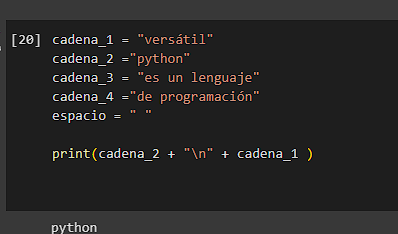 [20] cadena_1 = "versátil"
cadena_2 ="python"
cadena_3 = "es un lenguaje"
cadena_4 ="de programación"
espacio = " "
print(cadena_2 + "\n" + cadena_1 )
python